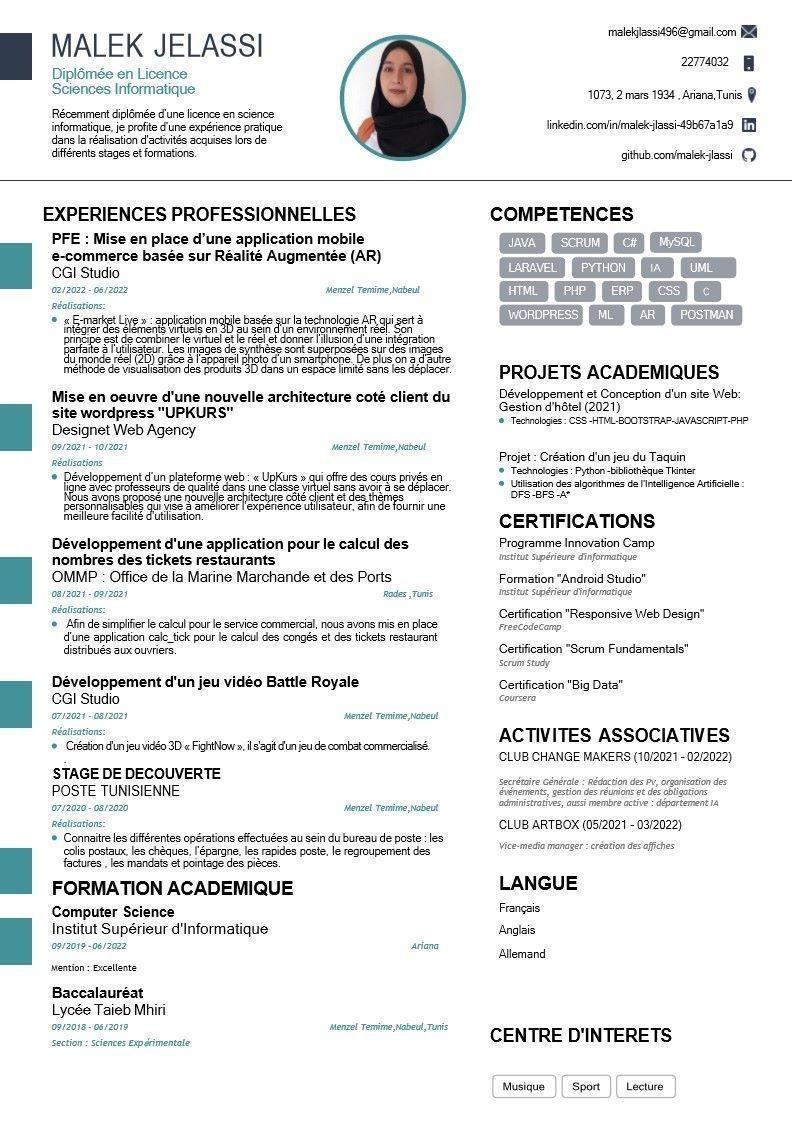 MALEK JELASSI
Diplômée en Licence
Sciences Informatique
Récemment diplômée d'une licence en science
informatique, je profite d'une expérience pratique
dans la réalisation d'activités acquises lors de
différents stages et formations.
malekjlassi496@gmail.com
22774032
1073, 2 mars 1934 , Ariana,Tunis
linkedin.com/in/malek-jlassi-49b67a1a9
github.com/malek-jlassi
EXPERIENCES PROFESSIONNELLES
PFE : Mise en place d'une application mobile
e-commerce basée sur Réalité Augmentée (AR)
CGI Studio
02/2022 - 06/2022 Menzel Temime,Nabeul
Réalisations:
• « E-market Live » : application mobile basée sur la technologie AR qui sert à
intégrer des éléments virtuels en 3D au sein d'un environnement réel. Son
principe est de combiner le virtuel et le réel et donner l'illusion d'une intégration
parfaite à l'utilisateur. Les images de synthèse sont superposées sur des images
du monde réel (2D) grâce à l'appareil photo d'un smartphone. De plus on a d'autre
méthode de visualisation des produits 3D dans un espace limité sans les déplacer.
Mise en oeuvre d'une nouvelle architecture coté client du
site wordpress "UPKURS"
Designet Web Agency
09/2021 - 10/2021 Menzel Temime,Nabeul
Réalisations
• Développement d'un plateforme web : « UpKurs » qui offre des cours privés en
ligne avec professeurs de qualité dans une classe virtuel sans avoir à se déplacer.
Nous avons proposé une nouvelle architecture côté client et des thèmes
personnalisables qui vise à améliorer l'expérience utilisateur, afin de fournir une
meilleure facilité d'utilisation.
Développement d'une application pour le calcul des
nombres des tickets restaurants
OMMP : Office de la Marine Marchande et des Ports
08/2021 - 09/2021 Rades ,Tunis
Réalisations:
• Afin de simplifier le calcul pour le service commercial, nous avons mis en place
d'une application calc_tick pour le calcul des congés et des tickets restaurant
distribués aux ouvriers.
Développement d'un jeu vidéo Battle Royale
CGI Studio
07/2021 - 08/2021 Menzel Temime,Nabeul
Réalisations:
• Création d'un jeu vidéo 3D « FightNow », il s'agit d'un jeu de combat commercialisé.
.
STAGE DE DECOUVERTE
POSTE TUNISIENNE
07/2020 - 08/2020 Menzel Temime,Nabeul
Réalisations:
• Connaitre les différentes opérations effectuées au sein du bureau de poste : les
colis postaux, les chèques, l'épargne, les rapides poste, le regroupement des
factures , les mandats et pointage des pièces.
FORMATION ACADEMIQUE
Computer Science
Institut Supérieur d'Informatique
09/2019 -06/2022 Ariana
Mention : Excellente
Baccalauréat
Lycée Taieb Mhiri
09/2018 - 06/2019 Menzel Temime,Nabeul,Tunis
Section : Sciences Expérimentale
COMPETENCES
JAVA SCRUM C# MySQL
LARAVEL PYTHON IA UML
HTML PHP ERP CSS C
WORDPRESS ML AR POSTMAN
PROJETS ACADEMIQUES
Développement et Conception d'un site Web:
Gestion d'hôtel (2021)
• Technologies : CSS -HTML-BOOTSTRAP-JAVASCRIPT-PHP
Projet : Création d'un jeu du Taquin
• Technologies : Python -bibliothèque Tkinter
• Utilisation des algorithmes de l'Intelligence Artificielle :
DFS -BFS -A*
CERTIFICATIONS
Programme Innovation Camp
Institut Supérieure d'informatique
Formation "Android Studio"
Institut Supérieur d'informatique
Certification "Responsive Web Design"
FreeCodeCamp
Certification "Scrum Fundamentals"
Scrum Study
Certification "Big Data"
Coursera
ACTIVITES ASSOCIATIVES
CLUB CHANGE MAKERS (10/2021 - 02/2022)
Secrétaire Générale : Rédaction des Pv, organisation des
événements, gestion des réunions et des obligations
administratives, aussi membre active : département IA
CLUB ARTBOX (05/2021 - 03/2022)
Vice-media manager : création des affiches
LANGUE
Français
Anglais
Allemand
CENTRE D'INTERETS
Musique Sport Lecture